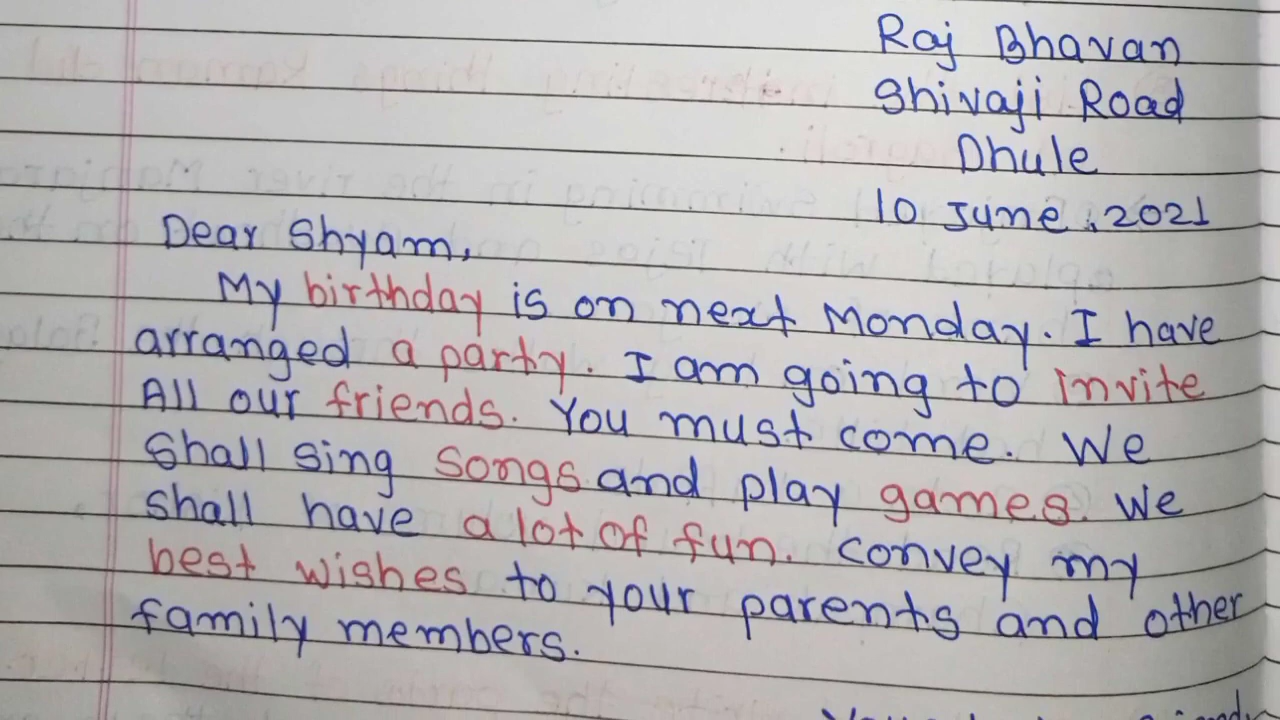 Raj Bhavan
Shivaji Road
Dhule
10 June, 2021
Dear Shyam,
My birthday is on next Monday. I have
arranged a party. I am going to invite
All our friends. You must come. We
Shall sing songs and play games. We
shall have a lot of fun. Convey my
best wishes to your parents and other
family members.